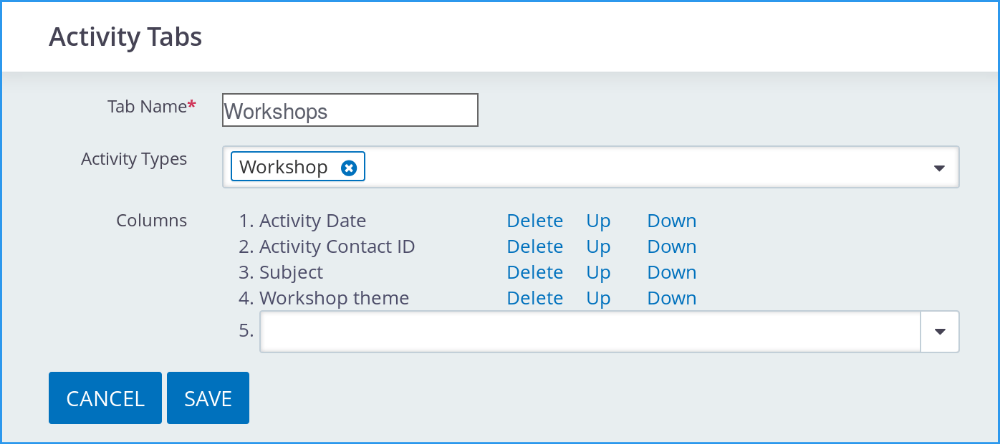 Activity Tabs
Tab Name* Workshops
Activity Types Workshop
Columns 1. Activity Date Delete Up Down
2. Activity Contact ID Delete Up Down
3. Subject Delete Up Down
4. Workshop theme Delete Up Down
5.
CANCEL SAVE